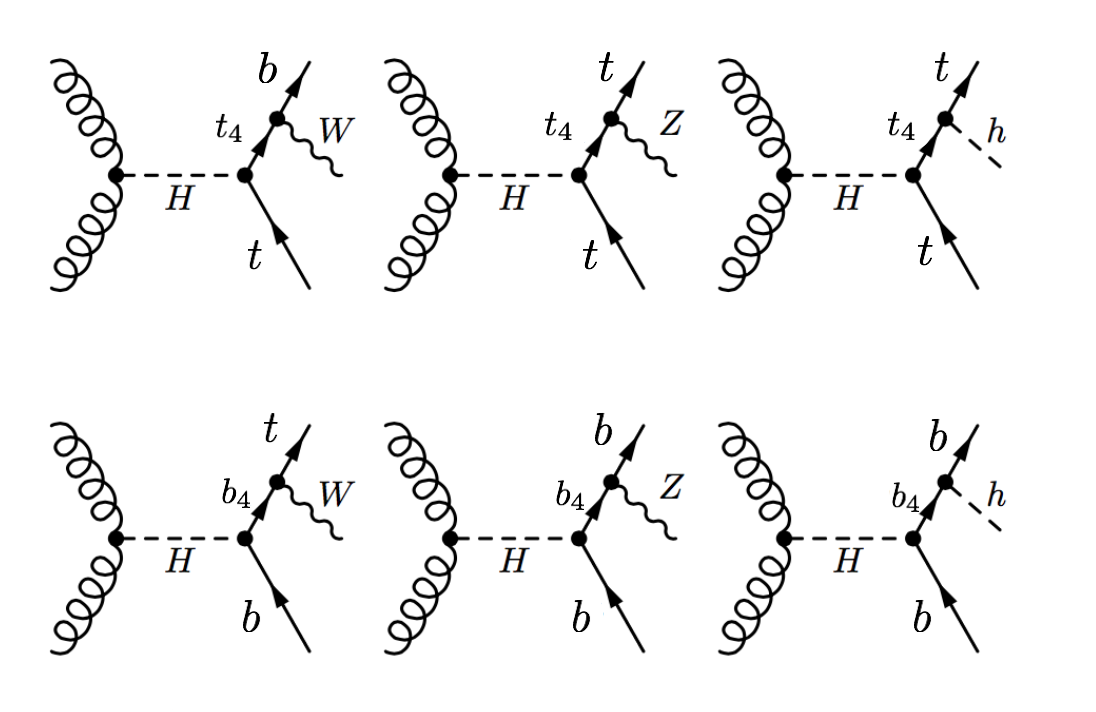 b t t
t₄ W t₄ Z t₄ h
H H H
t t t
t b b
b₄ W b₄ Z b₄ h
H H H
b b b